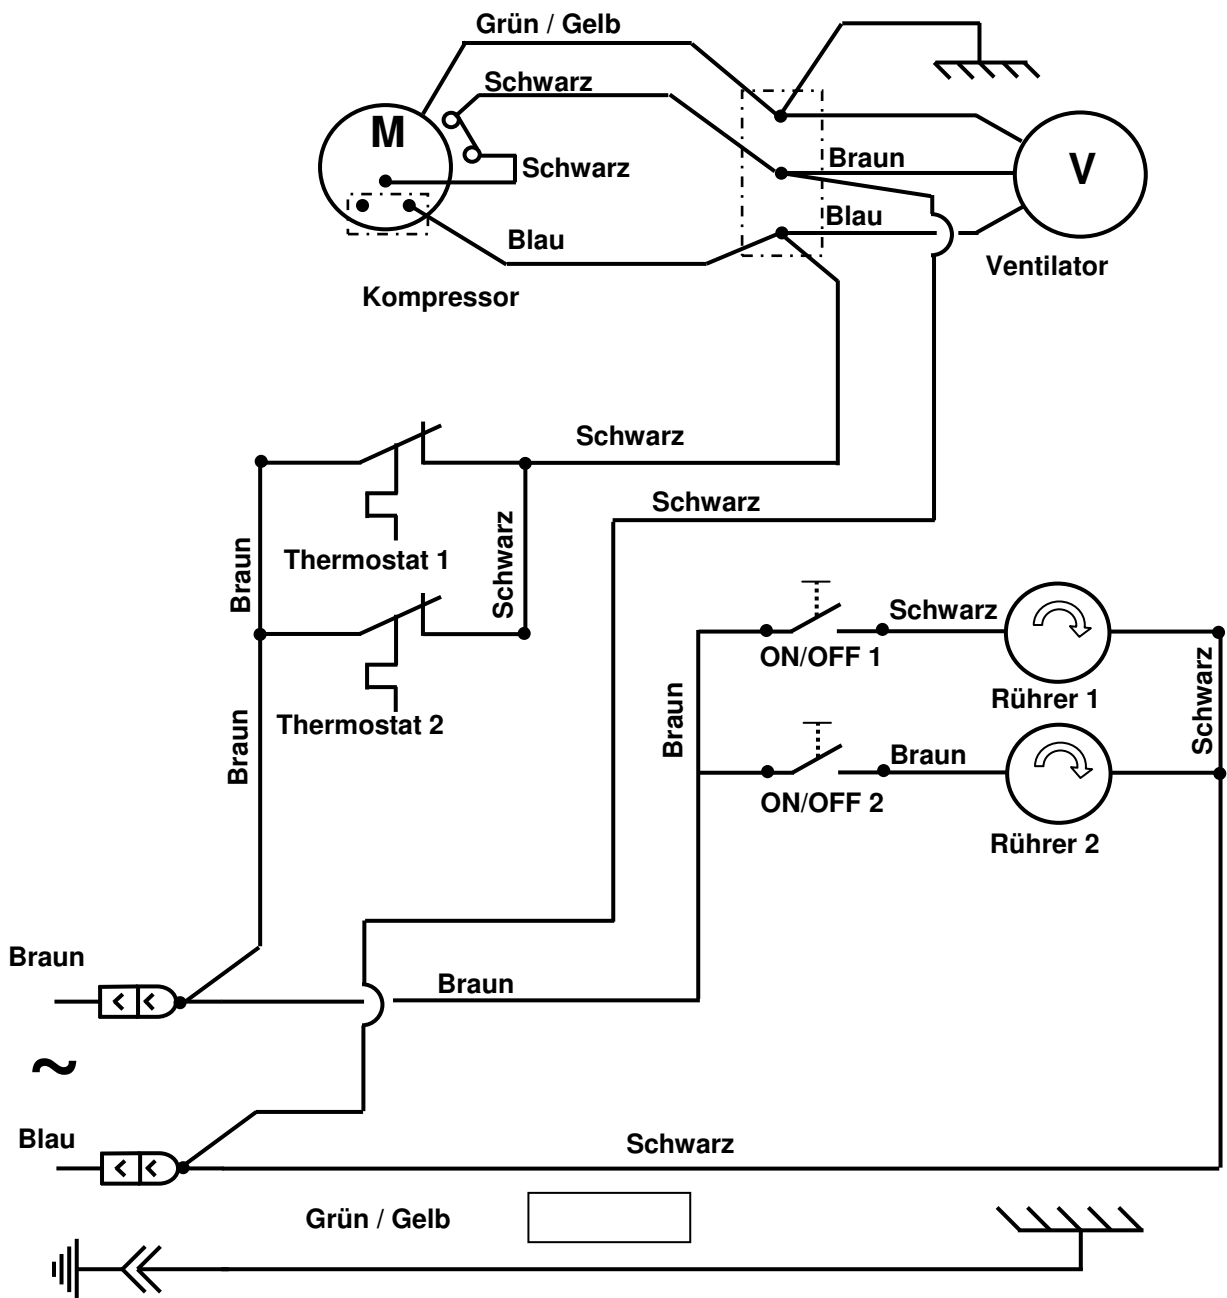 Grün / Gelb
Schwarz
M
Schwarz
Braun
V
Blau
Blau
Ventilator
Kompressor
Schwarz
Schwarz
Schwarz
Braun
Thermostat 1
Schwarz
ON/OFF 1
Rührer 1
Schwarz
Braun
Braun
Thermostat 2
Braun
ON/OFF 2
Rührer 2
Braun
Braun
~
Blau
Schwarz
Grün / Gelb